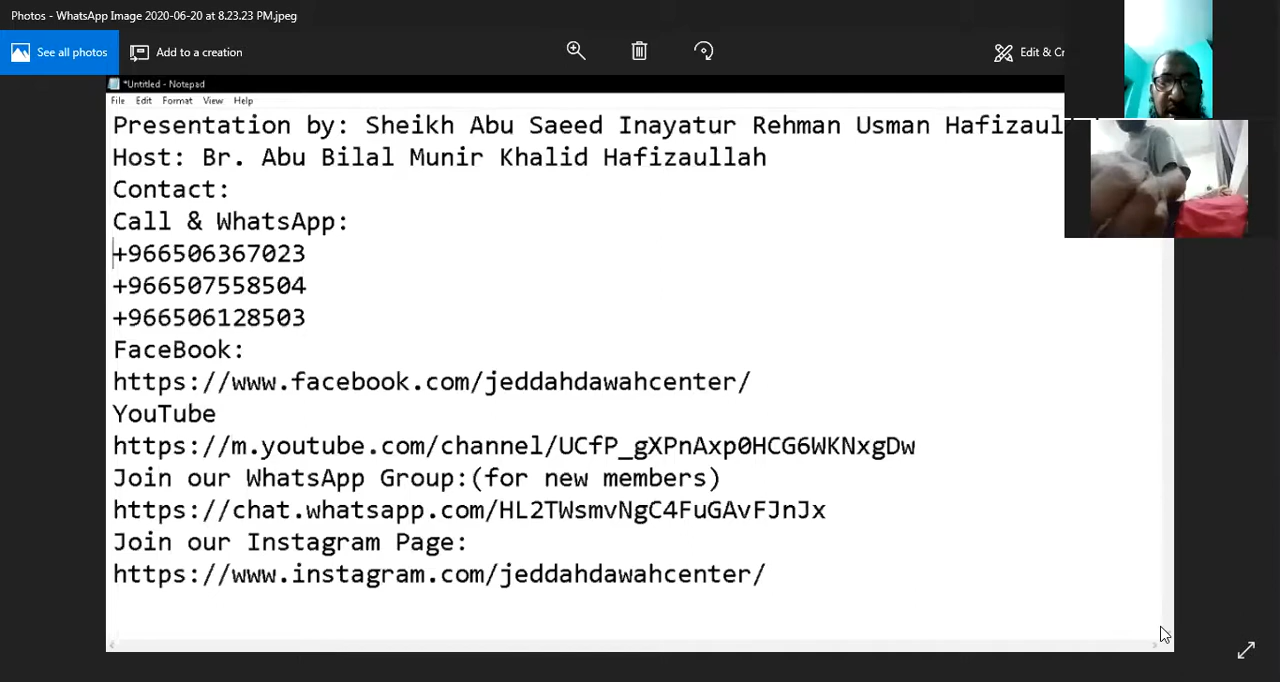 Photos - WhatsApp Image 2020-06-20 at 8.23.23 PM.jpeg
See all photos
Add to a creation
Edit & Cr
*Untitled - Notepad
File Edit Format View Help
Presentation by: Sheikh Abu Saeed Inayatur Rehman Usman Hafizaul
Host: Br. Abu Bilal Munir Khalid Hafizaullah
Contact:
Call & WhatsApp:
+966506367023
+966507558504
+966506128503
FaceBook:
https://www.facebook.com/jeddahdawahcenter/
YouTube
https://m.youtube.com/channel/UCfP_gXPnAxp0HCG6WKNxgDw
Join our WhatsApp Group:(for new members)
https://chat.whatsapp.com/HL2TWsmvNgC4FuGAvFJnJx
Join our Instagram Page:
https://www.instagram.com/jeddahdawahcenter/